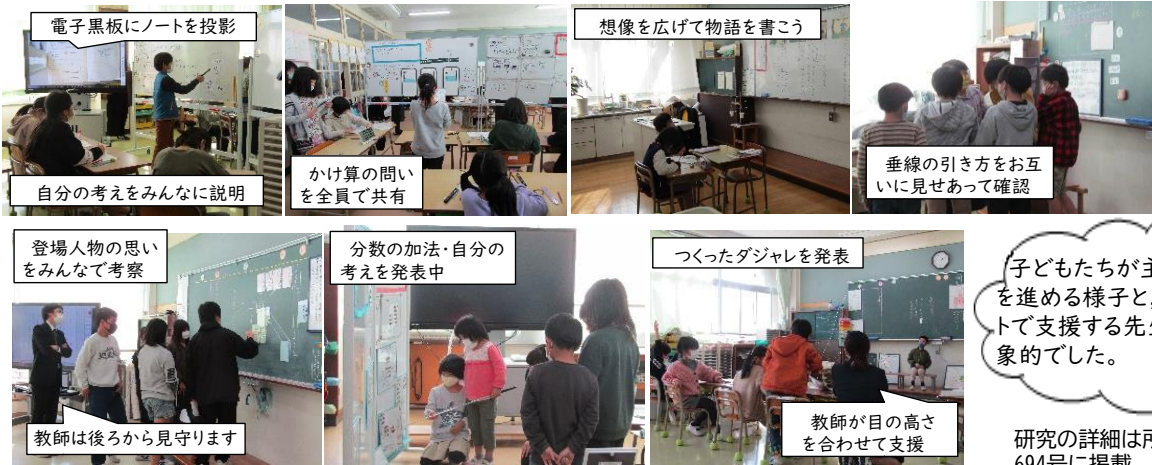 電子黒板にノートを投影
自分の考えをみんなに説明
かけ算の問い
を全員で共有
想像を広げて物語を書こう
垂線の引き方をお互
いに見せあって確認
登場人物の思い
をみんなで考察
教師は後ろから見守ります
分数の加法・自分の
考えを発表中
つくったダジャレを発表
教師が目の高さ
を合わせて支援
子どもたちが主
を進める様子と,
トで支援する先
象的でした。
研究の詳細は
694号に掲載